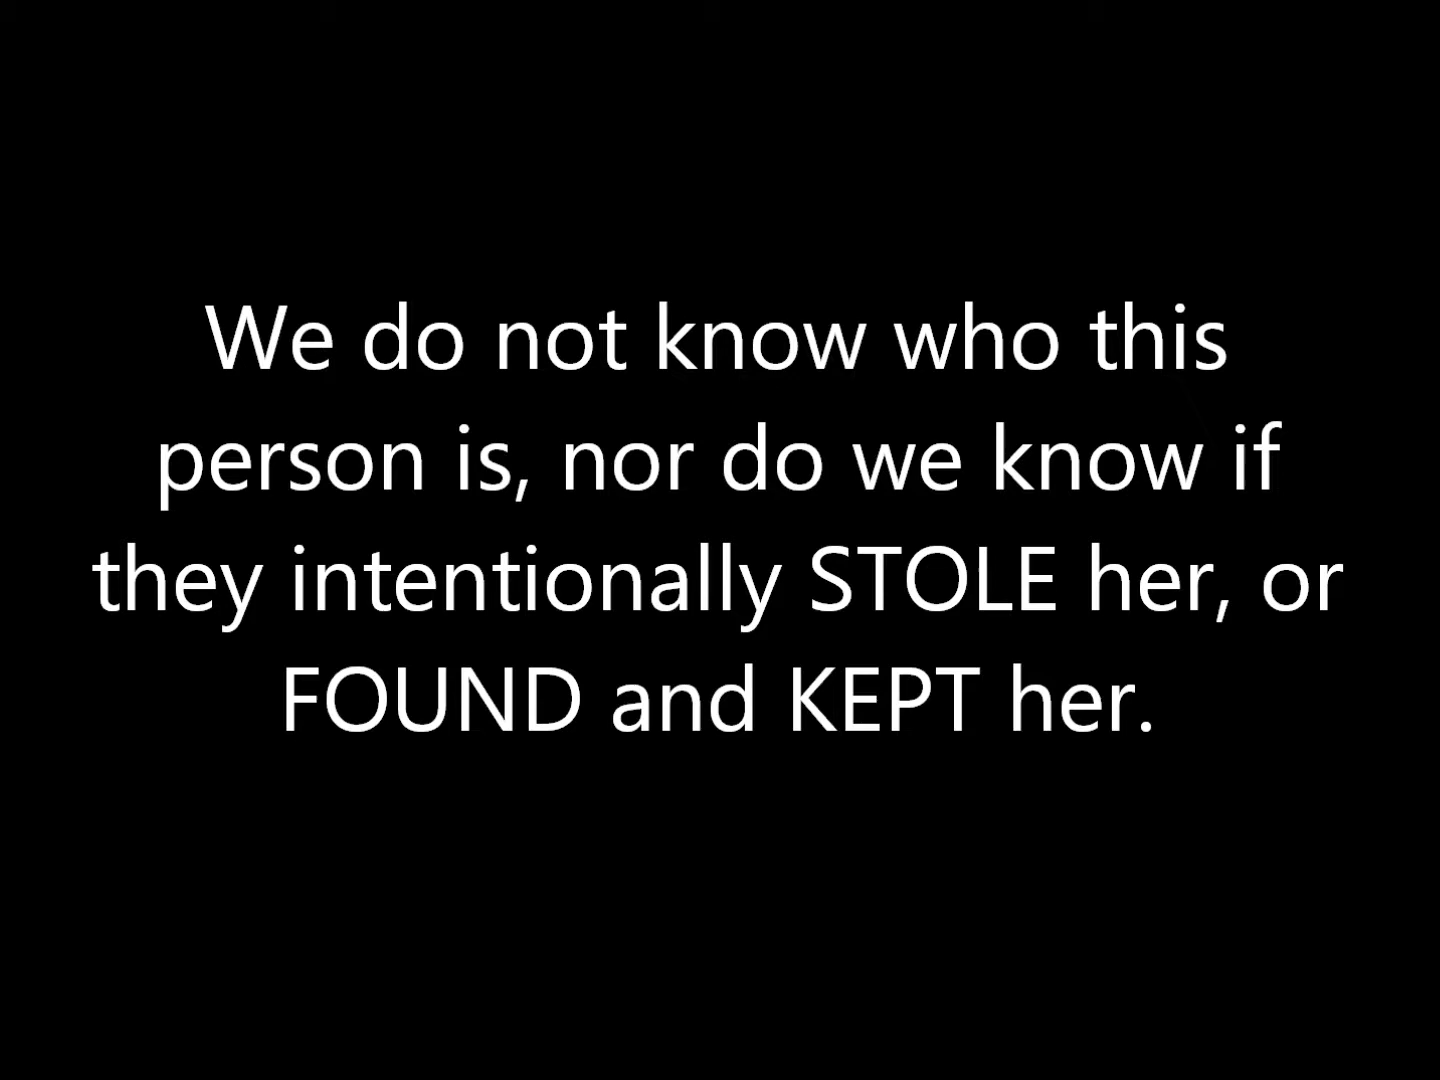 We do not know who this
person is, nor do we know if
they intentionally STOLE her, or
FOUND and KEPT her.